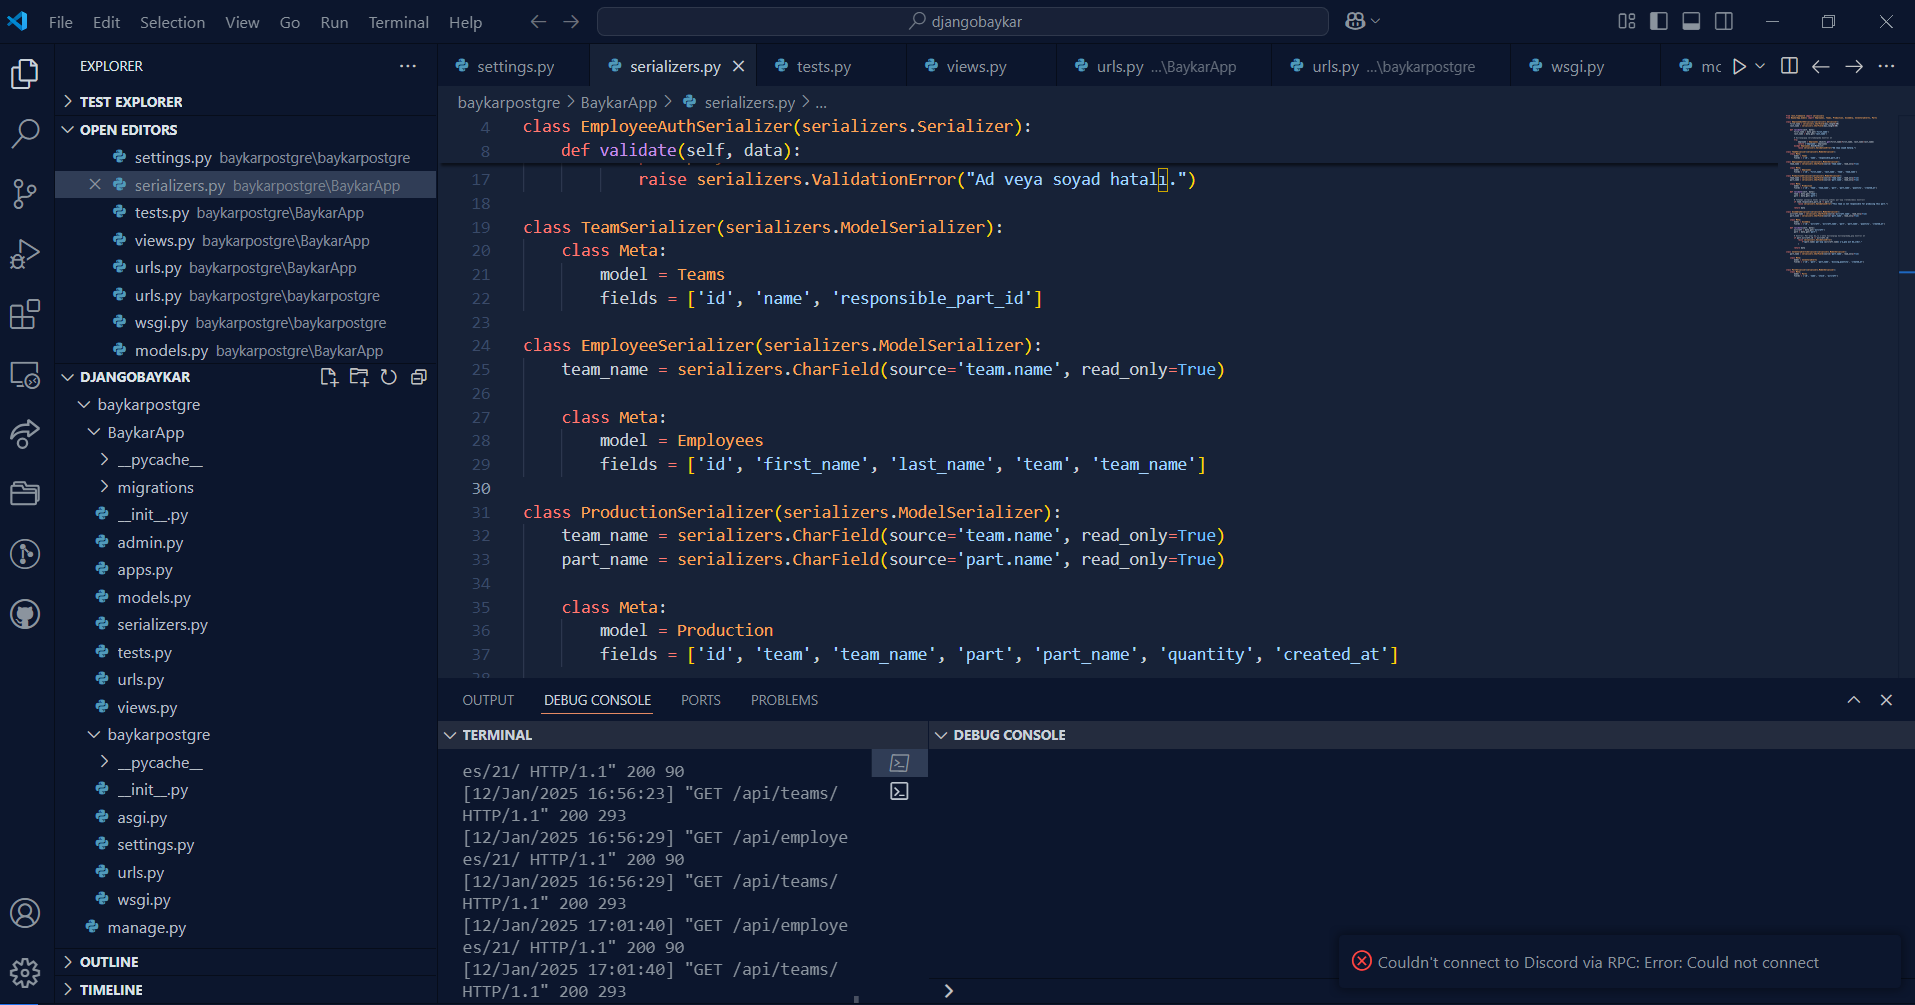 File Edit Selection View Go Run Terminal Help
djangobaykar
EXPLORER
TEST EXPLORER
OPEN EDITORS
settings.py baykarpostgre\baykarpostgre
serializers.py baykarpostgre\BaykarApp
tests.py baykarpostgre\BaykarApp
views.py baykarpostgre\BaykarApp
urls.py baykarpostgre\BaykarApp
urls.py baykarpostgre\baykarpostgre
wsgi.py baykarpostgre\baykarpostgre
models.py baykarpostgre\BaykarApp
DJANGOBAYKAR
baykarpostgre
BaykarApp
__pycache__
migrations
__init__.py
admin.py
apps.py
models.py
serializers.py
tests.py
urls.py
views.py
baykarpostgre
__pycache__
__init__.py
asgi.py
settings.py
urls.py
wsgi.py
manage.py
OUTLINE
TIMELINE
settings.py serializers.py tests.py views.py urls.py ...\BaykarApp urls.py ...\baykarpostgre wsgi.py mc
baykarpostgre > BaykarApp > serializers.py > ...
4 class EmployeeAuthSerializer(serializers.Serializer):
8 def validate(self, data):
17 raise serializers.ValidationError("Ad veya soyad hatalı.")
18
19 class TeamSerializer(serializers.ModelSerializer):
20 class Meta:
21 model = Teams
22 fields = ['id', 'name', 'responsible_part_id']
23
24 class EmployeeSerializer(serializers.ModelSerializer):
25 team_name = serializers.CharField(source='team.name', read_only=True)
26
27 class Meta:
28 model = Employees
29 fields = ['id', 'first_name', 'last_name', 'team', 'team_name']
30
31 class ProductionSerializer(serializers.ModelSerializer):
32 team_name = serializers.CharField(source='team.name', read_only=True)
33 part_name = serializers.CharField(source='part.name', read_only=True)
34
35 class Meta:
36 model = Production
37 fields = ['id', 'team', 'team_name', 'part', 'part_name', 'quantity', 'created_at']
38
OUTPUT DEBUG CONSOLE PORTS PROBLEMS
TERMINAL
es/21/ HTTP/1.1" 200 90
[12/Jan/2025 16:56:23] "GET /api/teams/
HTTP/1.1" 200 293
[12/Jan/2025 16:56:29] "GET /api/employe
es/21/ HTTP/1.1" 200 90
[12/Jan/2025 16:56:29] "GET /api/teams/
HTTP/1.1" 200 293
[12/Jan/2025 17:01:40] "GET /api/employe
es/21/ HTTP/1.1" 200 90
[12/Jan/2025 17:01:40] "GET /api/teams/
HTTP/1.1" 200 293
DEBUG CONSOLE
Couldn't connect to Discord via RPC: Error: Could not connect